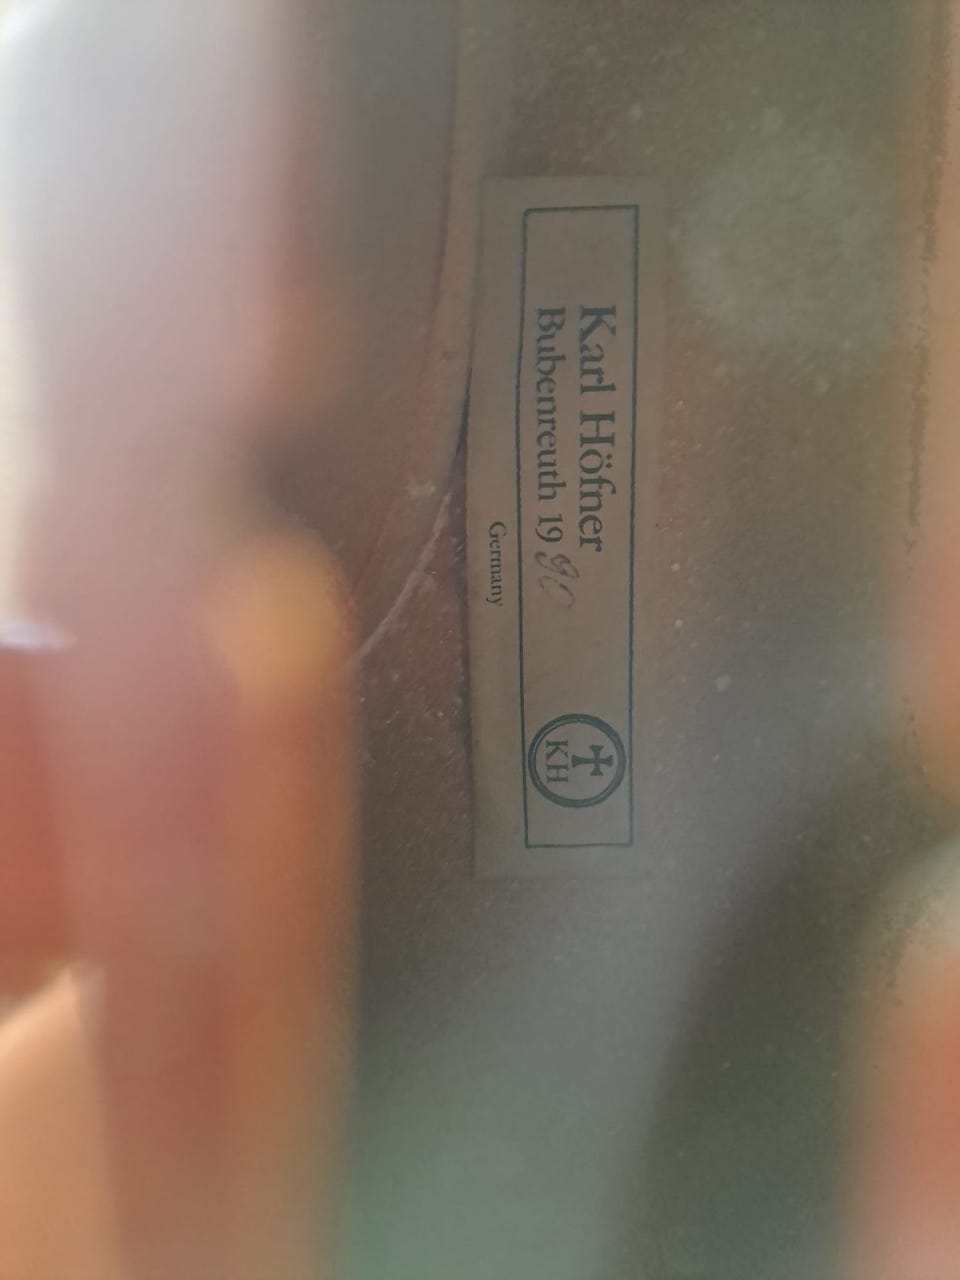 Karl Höfner
Bubenreuth 1990
KH
Germany